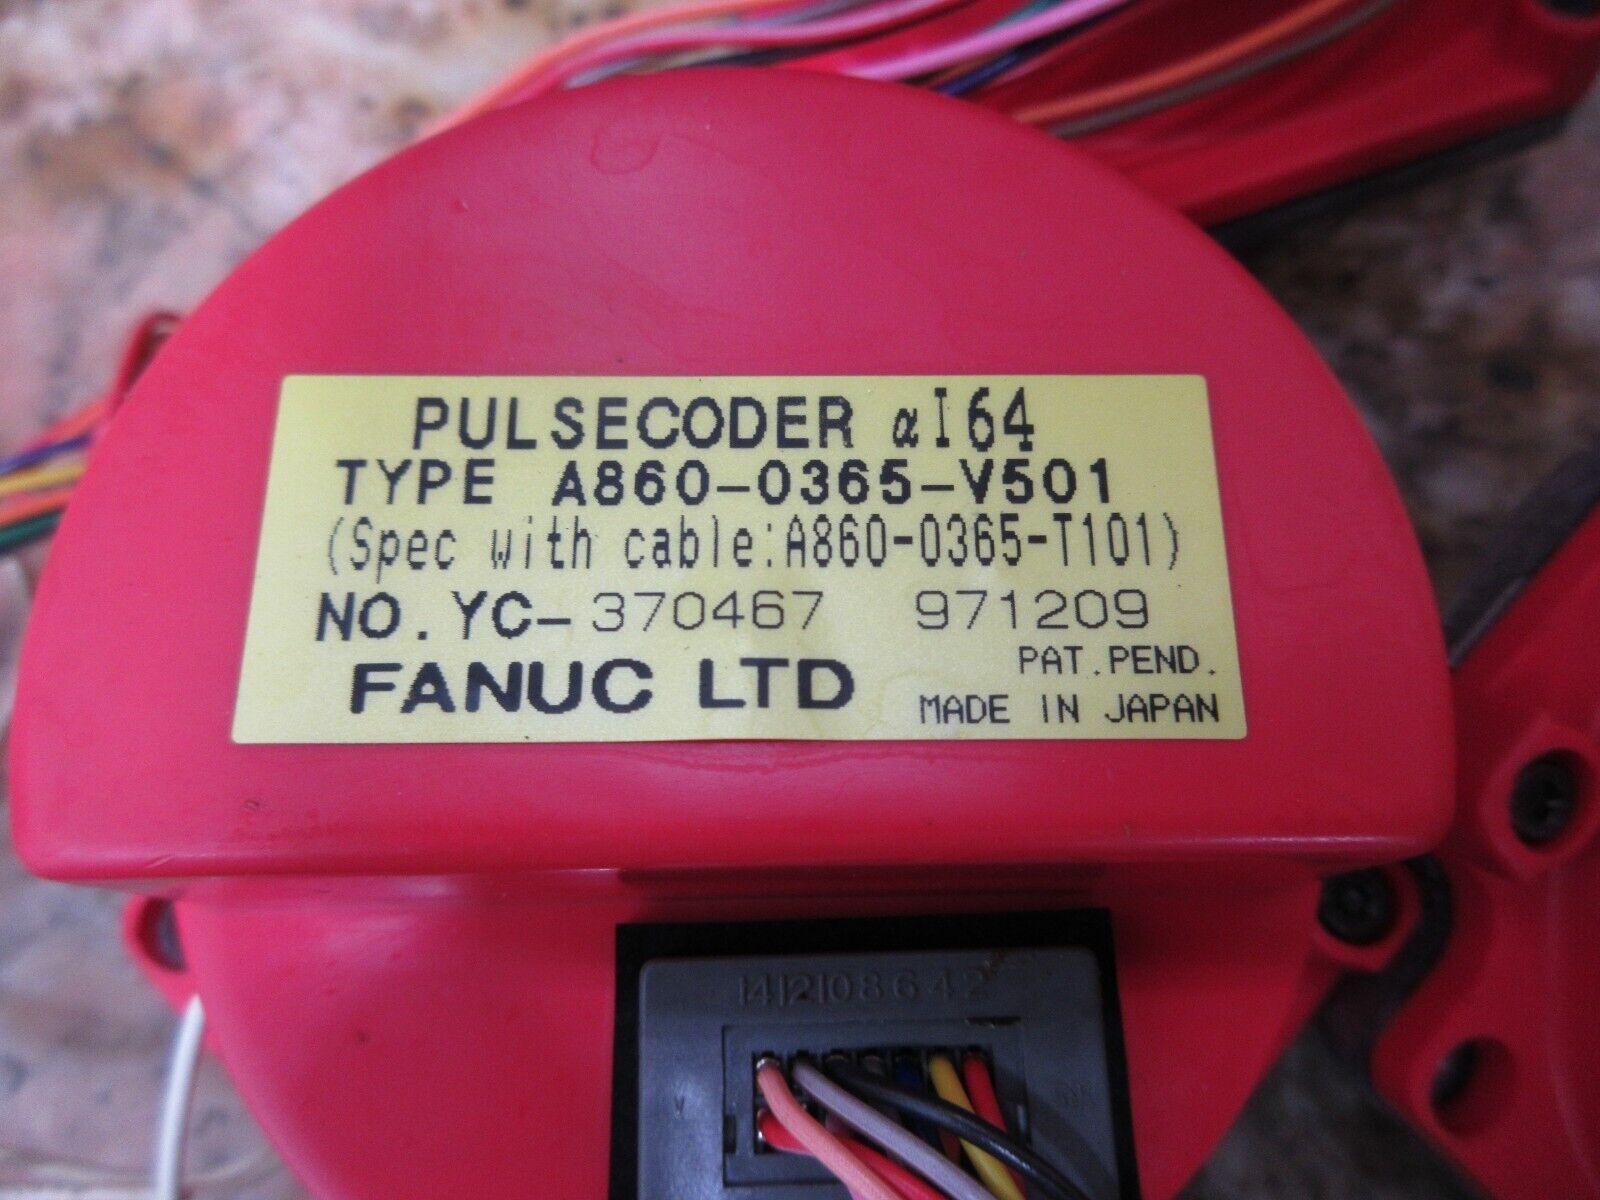 PULSECODER αI64
TYPE A860-0365-V501
(Spec with cable:A860-0365-T101)
NO. YC-370467 971209
FANUC LTD
PAT.PEND.
MADE IN JAPAN
14 12 10 8 6 4 2